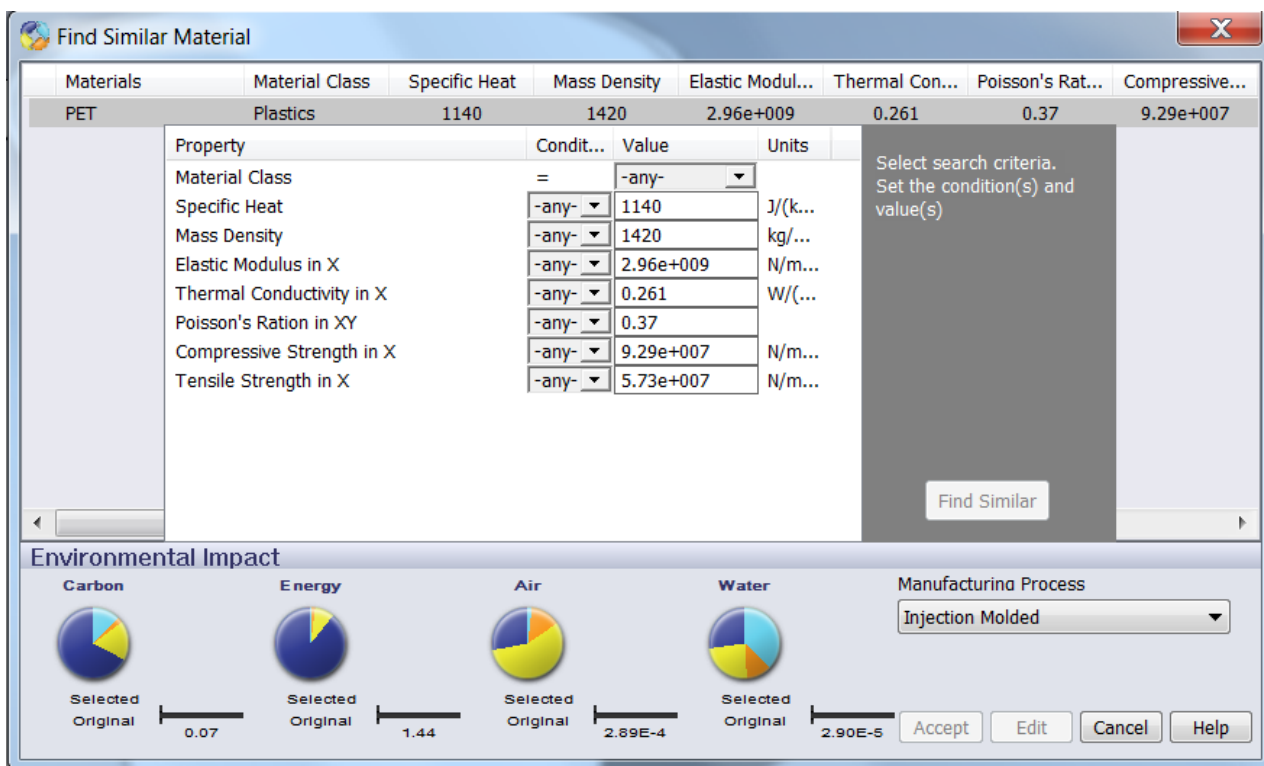 Find Similar Material
X
Materials Material Class Specific Heat Mass Density Elastic Modul... Thermal Con... Poisson's Rat... Compressive...
PET Plastics 1140 1420 2.96e+009 0.261 0.37 9.29e+007
Property Condit... Value Units
Material Class = -any-
Specific Heat -any- 1140 J/(k...
Mass Density -any- 1420 kg/...
Elastic Modulus in X -any- 2.96e+009 N/m...
Thermal Conductivity in X -any- 0.261 W/(...
Poisson's Ration in XY -any- 0.37
Compressive Strength in X -any- 9.29e+007 N/m...
Tensile Strength in X -any- 5.73e+007 N/m...
Select search criteria.
Set the condition(s) and
value(s)
Find Similar
Environmental Impact
Carbon Energy Air Water Manufacturing Process
Injection Molded
Selected Selected Selected Selected
Original 0.07 Original 1.44 Original 2.89E-4 Original 2.90E-5
Accept Edit Cancel Help